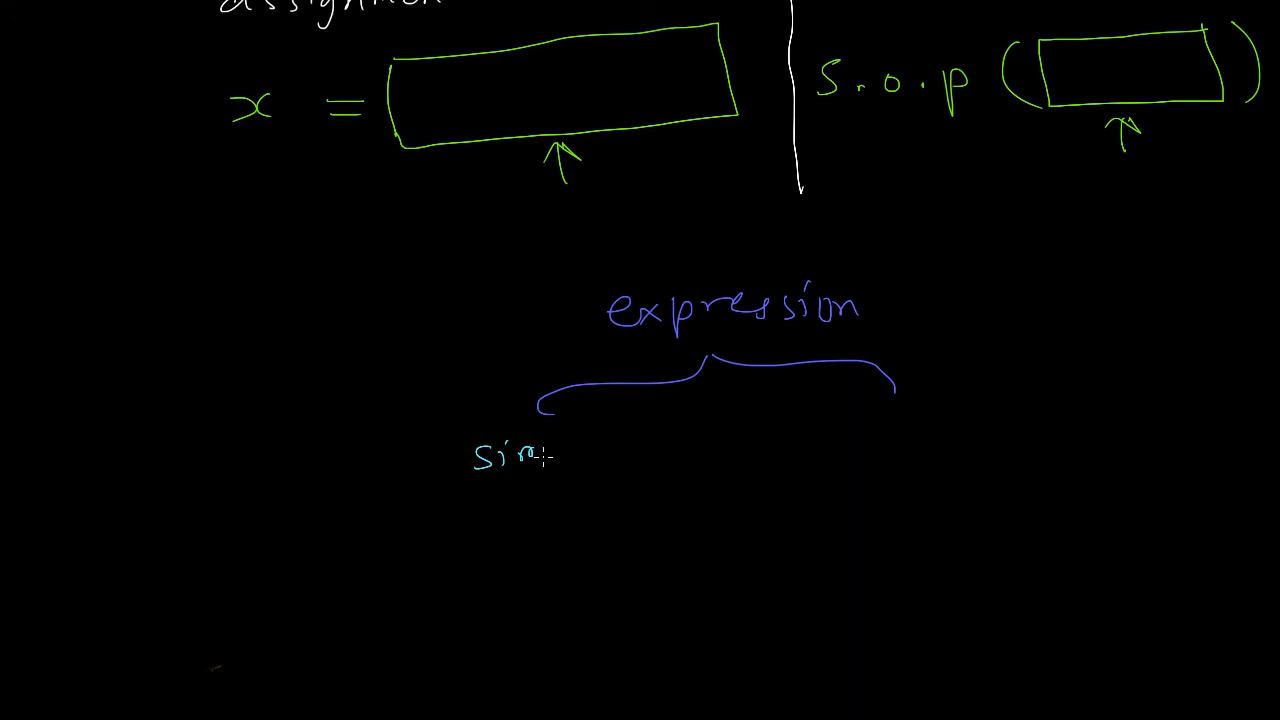 x =
S.o.p ( )
expression